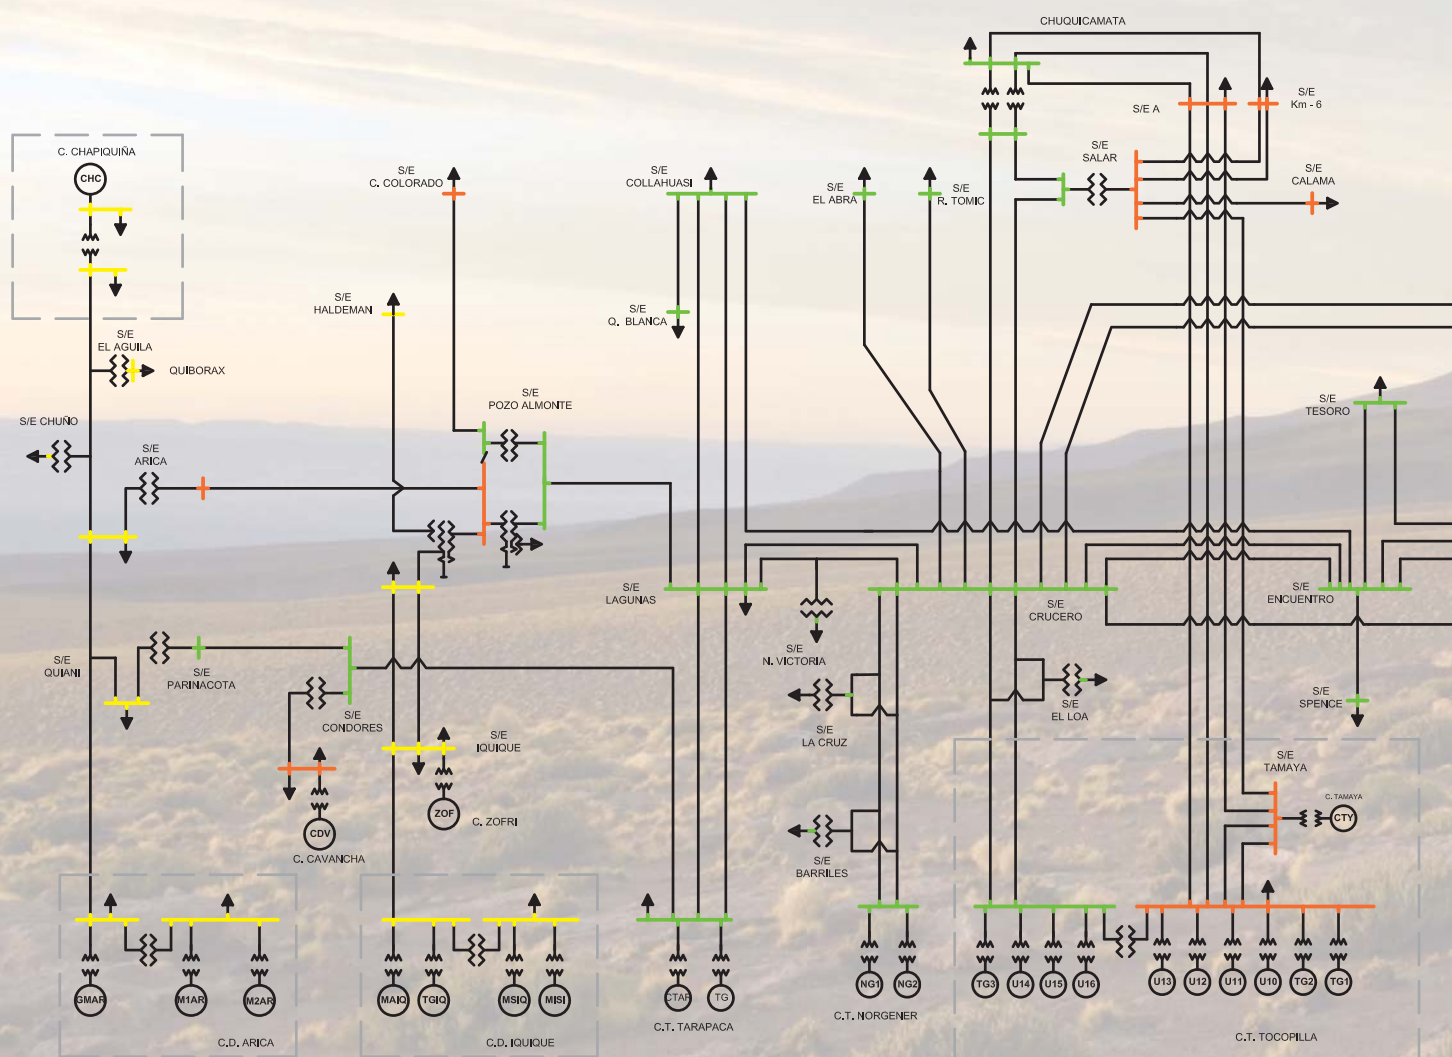 CHUQUICAMATA
S/E
Km - 6
S/E A
C. CHAPIQUIÑA
CHC
S/E
C. COLORADO
S/E
COLLAHUASI
S/E
EL ABRA
S/E
R. TOMIC
S/E
SALAR
S/E
CALAMA
S/E
HALDEMAN
S/E
Q. BLANCA
S/E
EL AGUILA
QUIBORAX
S/E
POZO ALMONTE
S/E
TESORO
S/E CHUÑO
S/E
ARICA
S/E
LAGUNAS
S/E
CRUCERO
S/E
ENCUENTRO
S/E
QUIANI
S/E
PARINACOTA
S/E
N. VICTORIA
S/E
CONDORES
S/E
IQUIQUE
S/E
LA CRUZ
S/E
EL LOA
S/E
SPENCE
S/E
TAMAYA
C. TAMAYA
CTY
CDV
C. CAVANCHA
ZOF
C. ZOFRI
S/E
BARRILES
GMAR
M1AR
M2AR
C.D. ARICA
MAIQ
TGIQ
MSIQ
MISI
C.D. IQUIQUE
CTAR
TG
C.T. TARAPACA
NG1
NG2
C.T. NORGENER
TG3
U14
U15
U16
U13
U12
U11
U10
TG2
TG1
C.T. TOCOPILLA